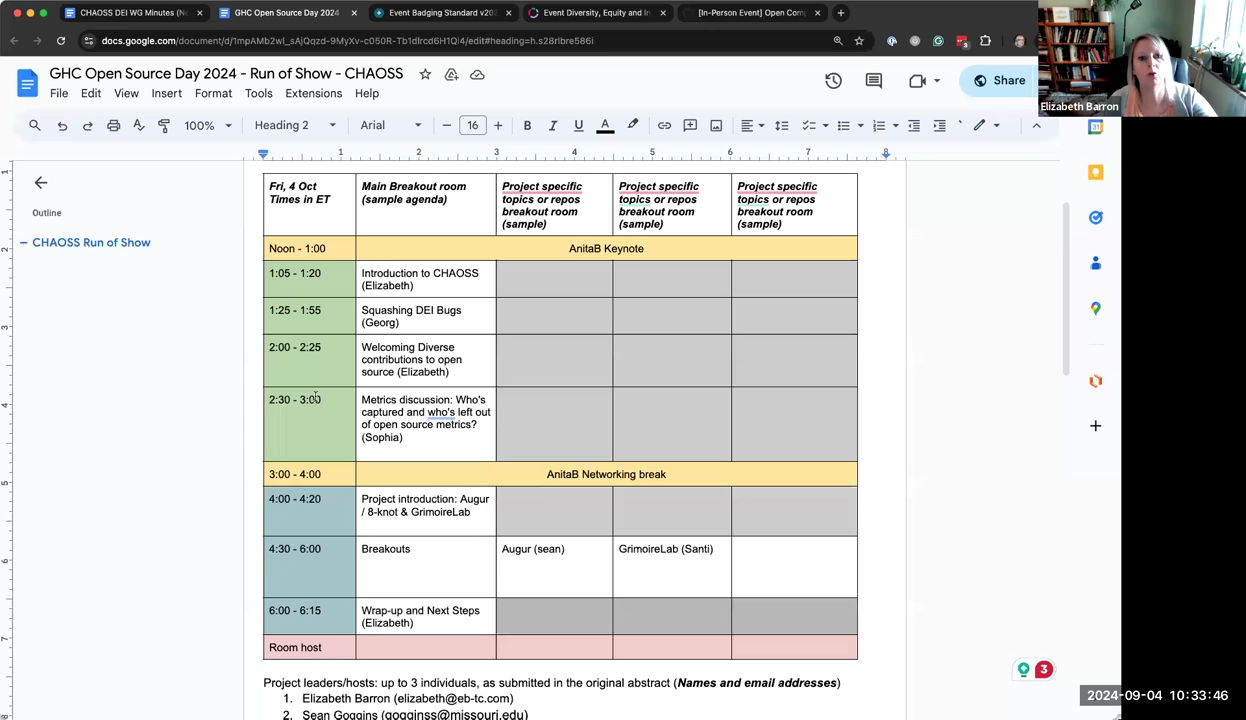 CHAOSS DEI WG Minutes (N
GHC Open Source Day 2024
Event Badging Standard v202
Event Diversity, Equity and In
[In-Person Event] Open Com
docs.google.com/document/d/1mpAMb2wl_sAjQqzd-9MyXv-c050R-Tb1dlrcd6H1Ql4/edit#heading=h.s28rlbre586i
Elizabeth Barron
GHC Open Source Day 2024 - Run of Show - CHAOSS
Share
File Edit View Insert Format Tools Extensions Help
100% Heading 2 Arial 16
1 2 3 4 5 6 7 8
Outline
CHAOSS Run of Show
Fri, 4 Oct
Times in ET
Main Breakout room
(sample agenda)
Project specific
topics or repos
breakout room
(sample)
Project specific
topics or repos
breakout room
(sample)
Project specific
topics or repos
breakout room
(sample)
Noon - 1:00
AnitaB Keynote
1:05 - 1:20
Introduction to CHAOSS
(Elizabeth)
1:25 - 1:55
Squashing DEI Bugs
(Georg)
2:00 - 2:25
Welcoming Diverse
contributions to open
source (Elizabeth)
2:30 - 3:00
Metrics discussion: Who's
captured and who's left out
of open source metrics?
(Sophia)
3:00 - 4:00
AnitaB Networking break
4:00 - 4:20
Project introduction: Augur
/ 8-knot & GrimoireLab
4:30 - 6:00
Breakouts
Augur (sean)
GrimoireLab (Santi)
6:00 - 6:15
Wrap-up and Next Steps
(Elizabeth)
Room host
Project leaders/hosts: up to 3 individuals, as submitted in the original abstract (Names and email addresses)
1. Elizabeth Barron (elizabeth@eb-tc.com)
2. Sean Goggins (gogginss@missouri.edu)
3
2024-09-04 10:33:46